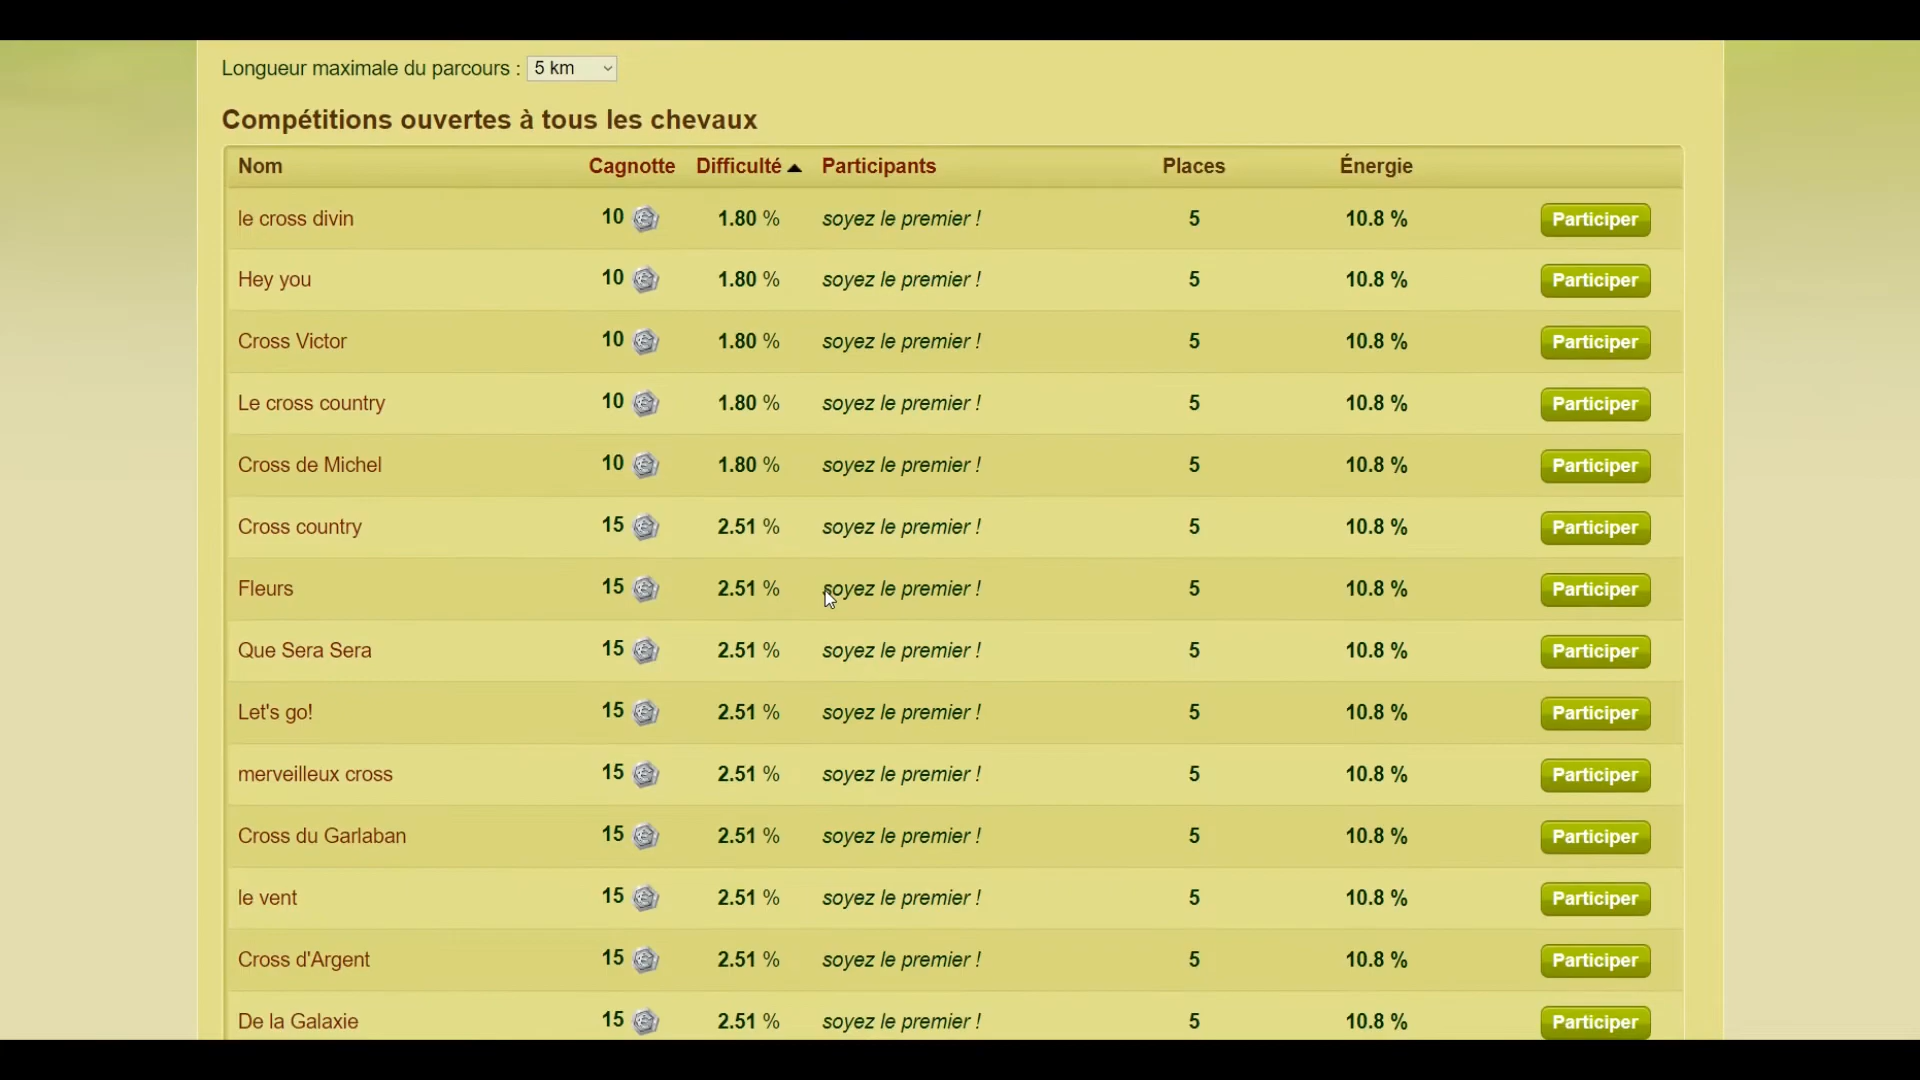 Longueur maximale du parcours : 5 km
Compétitions ouvertes à tous les chevaux
Nom Cagnotte Difficulté Participants Places Énergie
le cross divin 10 1.80 % soyez le premier ! 5 10.8 % Participer
Hey you 10 1.80 % soyez le premier ! 5 10.8 % Participer
Cross Victor 10 1.80 % soyez le premier ! 5 10.8 % Participer
Le cross country 10 1.80 % soyez le premier ! 5 10.8 % Participer
Cross de Michel 10 1.80 % soyez le premier ! 5 10.8 % Participer
Cross country 15 2.51 % soyez le premier ! 5 10.8 % Participer
Fleurs 15 2.51 % soyez le premier ! 5 10.8 % Participer
Que Sera Sera 15 2.51 % soyez le premier ! 5 10.8 % Participer
Let's go! 15 2.51 % soyez le premier ! 5 10.8 % Participer
merveilleux cross 15 2.51 % soyez le premier ! 5 10.8 % Participer
Cross du Garlaban 15 2.51 % soyez le premier ! 5 10.8 % Participer
le vent 15 2.51 % soyez le premier ! 5 10.8 % Participer
Cross d'Argent 15 2.51 % soyez le premier ! 5 10.8 % Participer
De la Galaxie 15 2.51 % soyez le premier ! 5 10.8 % Participer